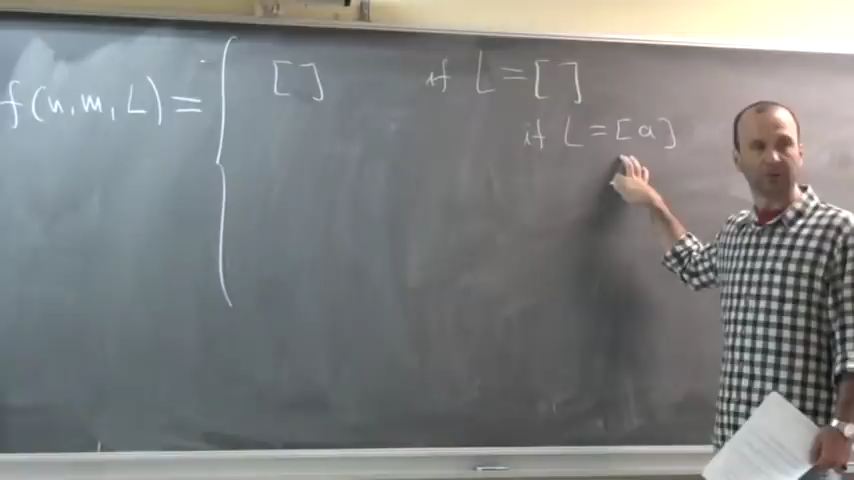 f(n, m, L) = { [ ] if L = [ ]
if L = [a]